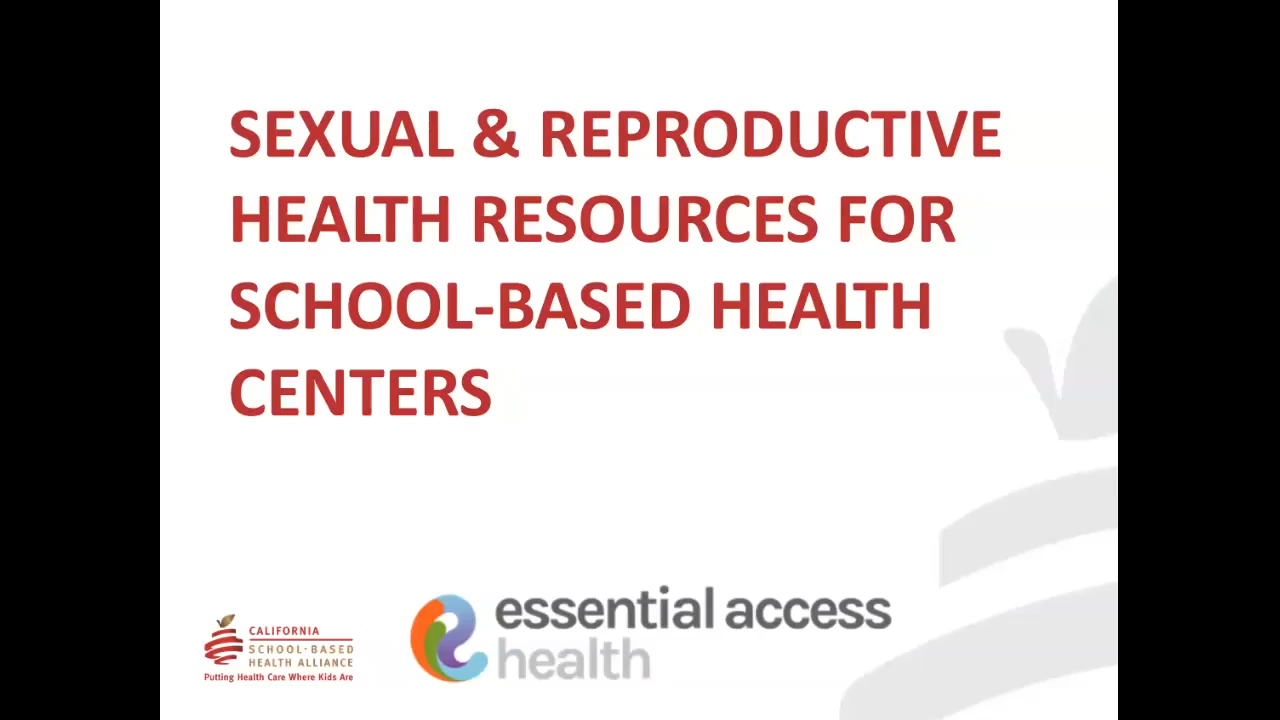 SEXUAL & REPRODUCTIVE
HEALTH RESOURCES FOR
SCHOOL-BASED HEALTH
CENTERS
CALIFORNIA
SCHOOL-BASED
HEALTH ALLIANCE
Putting Health Care Where Kids Are
essential access
health